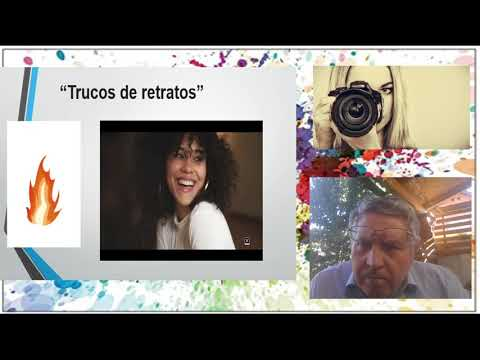 “Trucos de retratos”